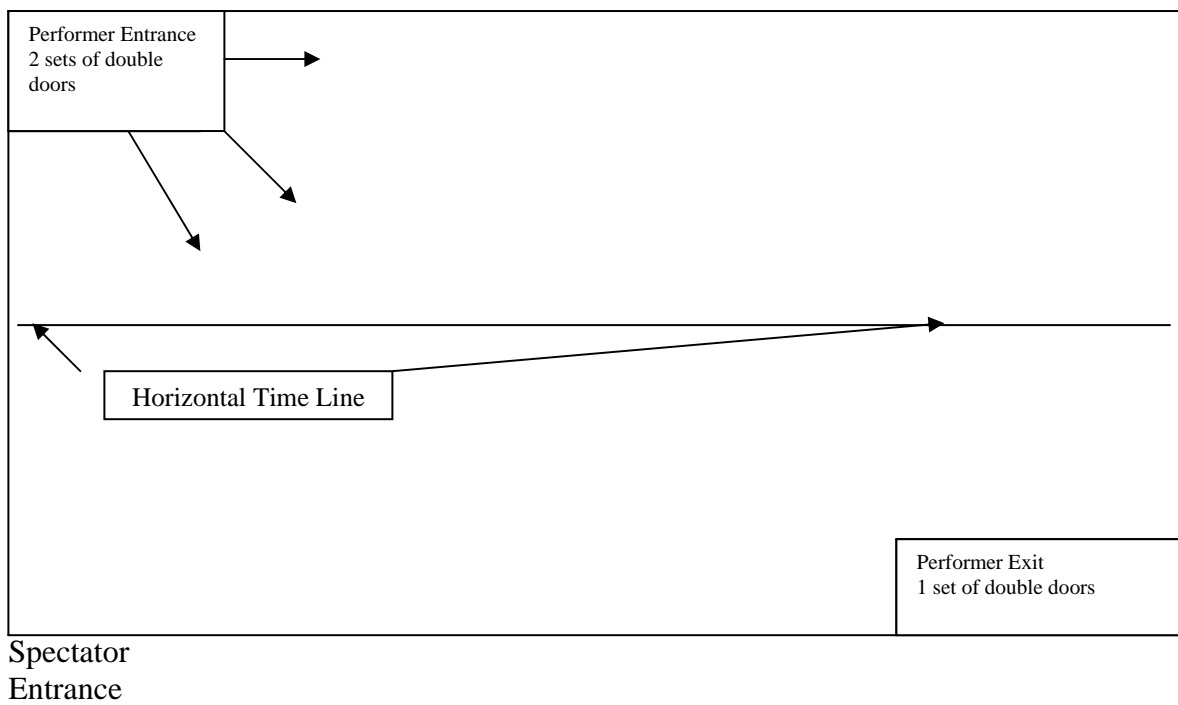 Performer Entrance
2 sets of double
doors
Horizontal Time Line
Performer Exit
1 set of double doors
Spectator
Entrance